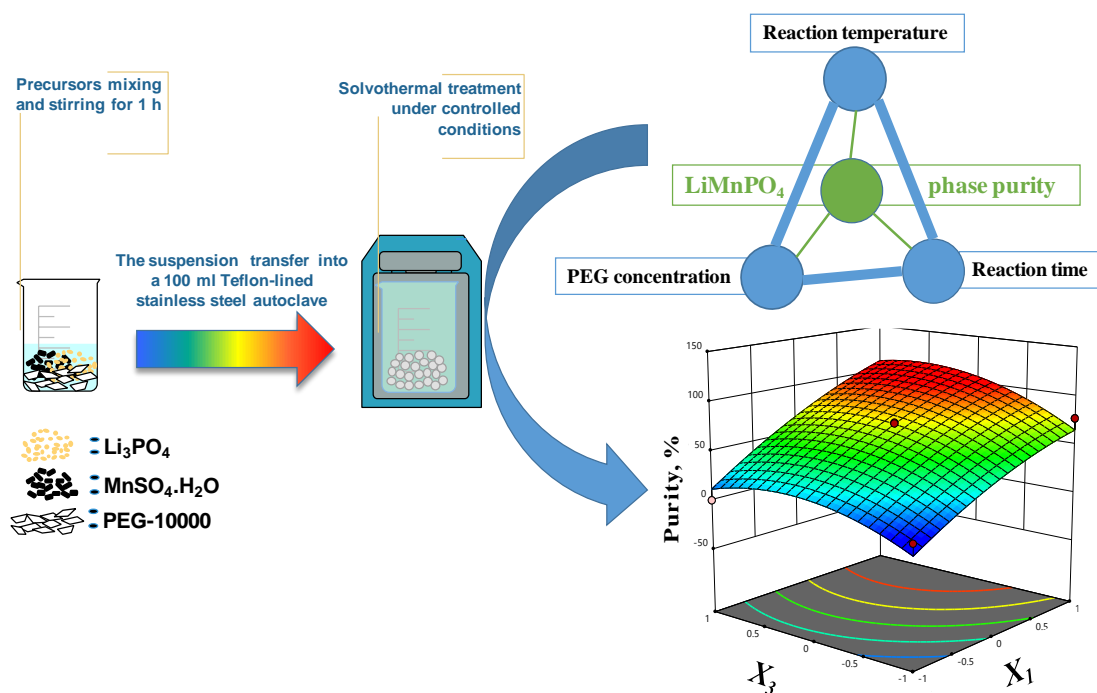 Reaction temperature
Precursors mixing
and stirring for 1 h
Solvothermal treatment
under controlled
conditions
LiMnPO₄ phase purity
The suspension transfer into
a 100 ml Teflon-lined
stainless steel autoclave
PEG concentration
Reaction time
Li₃PO₄
MnSO₄.H₂O
PEG-10000
Purity, %
150
100
50
0
-50
1
0.5
0
-0.5
-1
X₃
-1
-0.5
0
0.5
1
X₁